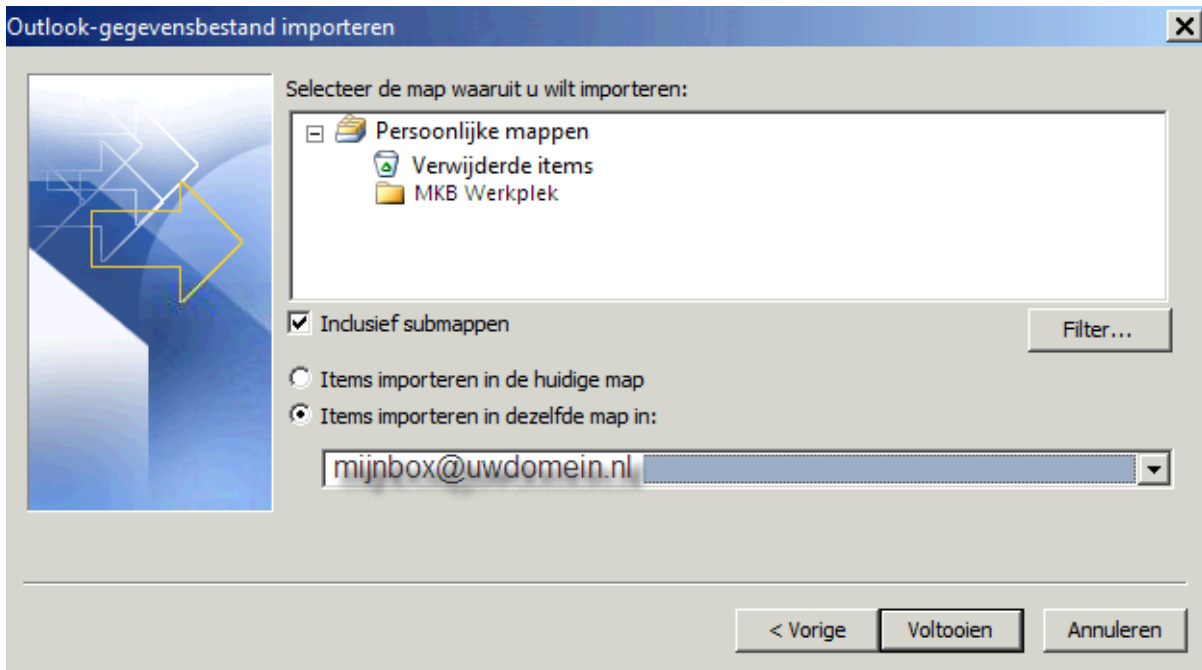 Outlook-gegevensbestand importeren
Selecteer de map waaruit u wilt importeren:
Persoonlijke mappen
Verwijderde items
MKB Werkplek
Inclusief submappen
Filter...
Items importeren in de huidige map
Items importeren in dezelfde map in:
mijnbox@uwdomein.nl
< Vorige
Voltooien
Annuleren